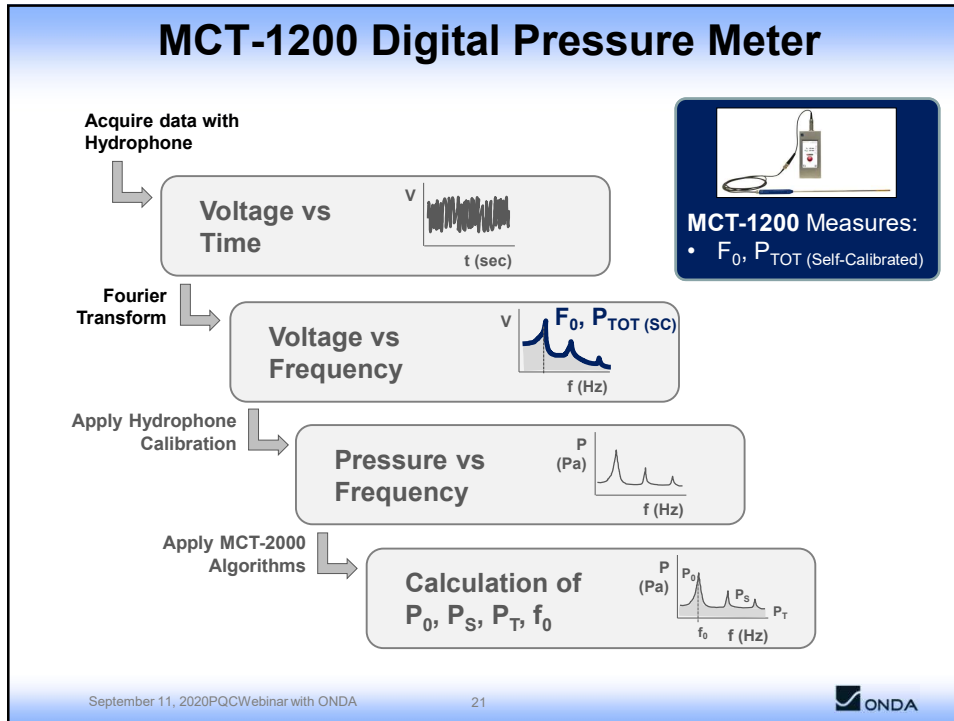 MCT-1200 Digital Pressure Meter
Acquire data with
Hydrophone
Voltage vs
Time
V
t (sec)
MCT-1200 Measures:
• F0, PTOT (Self-Calibrated)
Fourier
Transform
Voltage vs
Frequency
V
F0, PTOT (SC)
f (Hz)
Apply Hydrophone
Calibration
Pressure vs
Frequency
P
(Pa)
f (Hz)
Apply MCT-2000
Algorithms
Calculation of
P0, PS, PT, f0
P
(Pa)
P0
PS
PT
f0
f (Hz)
September 11, 2020PQCWebinar with ONDA
21
ONDA